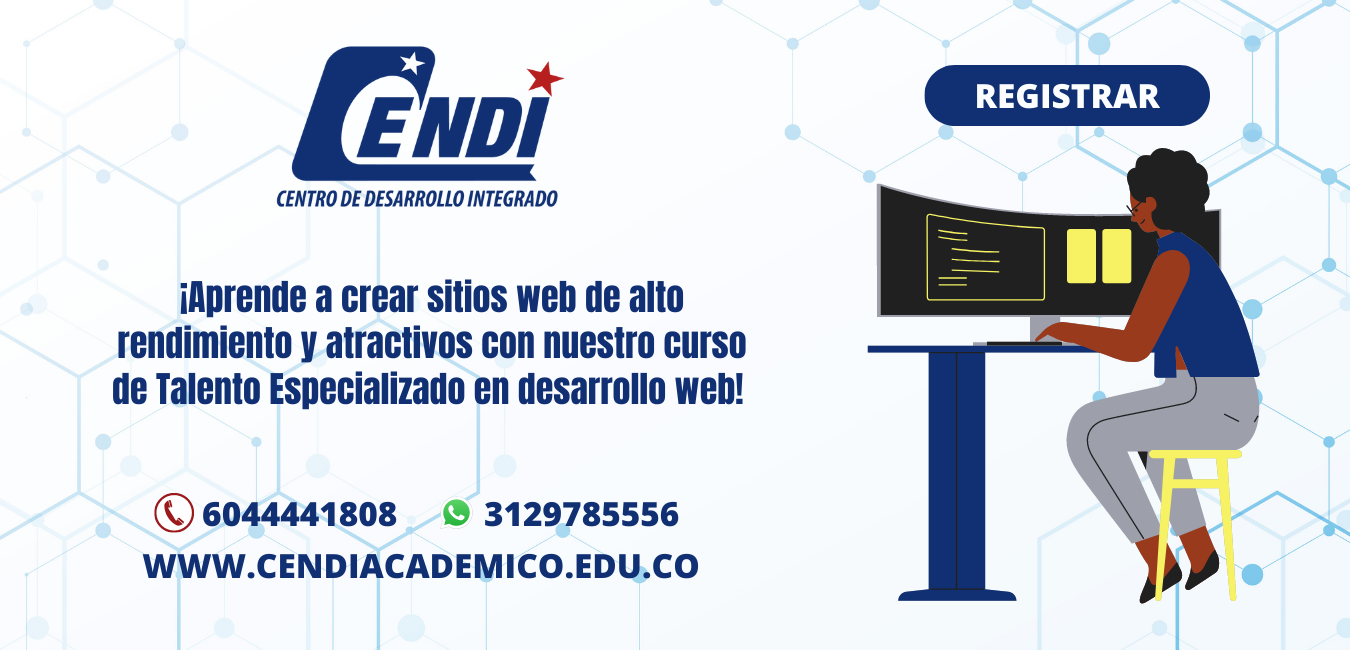 CENDI
CENTRO DE DESARROLLO INTEGRADO
REGISTRAR
¡Aprende a crear sitios web de alto
rendimiento y atractivos con nuestro curso
de Talento Especializado en desarrollo web!
6044441808 3129785556
WWW.CENDIACADEMICO.EDU.CO